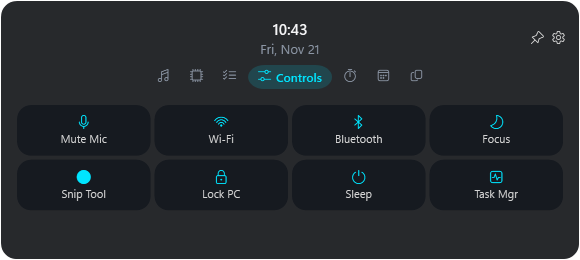 10:43
Fri, Nov 21
Controls
Mute Mic
Wi-Fi
Bluetooth
Focus
Snip Tool
Lock PC
Sleep
Task Mgr